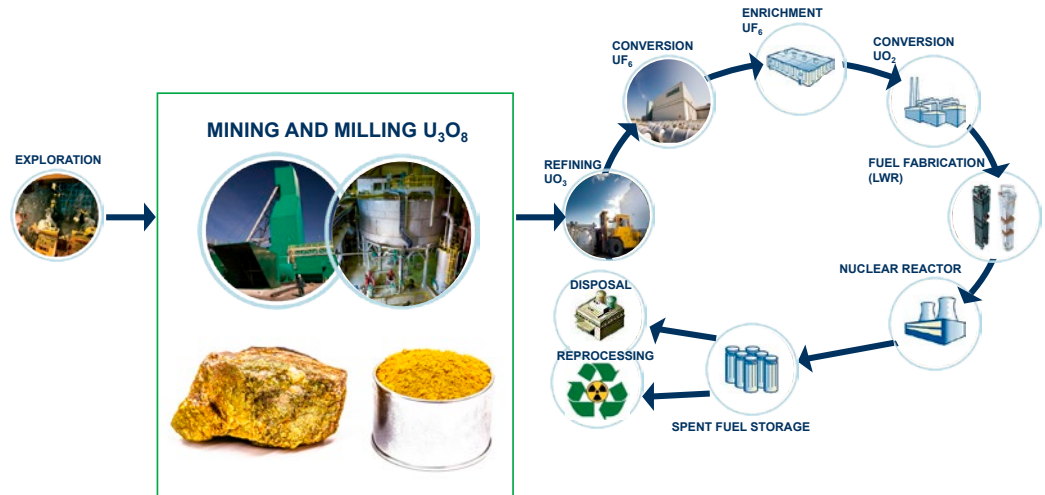 EXPLORATION
MINING AND MILLING U₃O₈
REFINING
UO₃
CONVERSION
UF₆
ENRICHMENT
UF₆
CONVERSION
UO₂
FUEL FABRICATION
(LWR)
NUCLEAR REACTOR
SPENT FUEL STORAGE
DISPOSAL
REPROCESSING